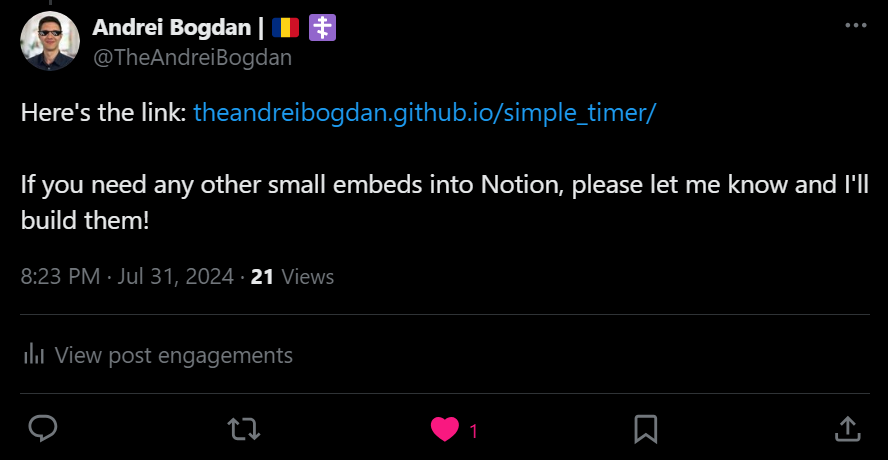 Andrei Bogdan | 🇷🇴 ☦️
@TheAndreiBogdan
Here's the link: theandreibogdan.github.io/simple_timer/
If you need any other small embeds into Notion, please let me know and I'll
build them!
8:23 PM · Jul 31, 2024 · 21 Views
View post engagements
1